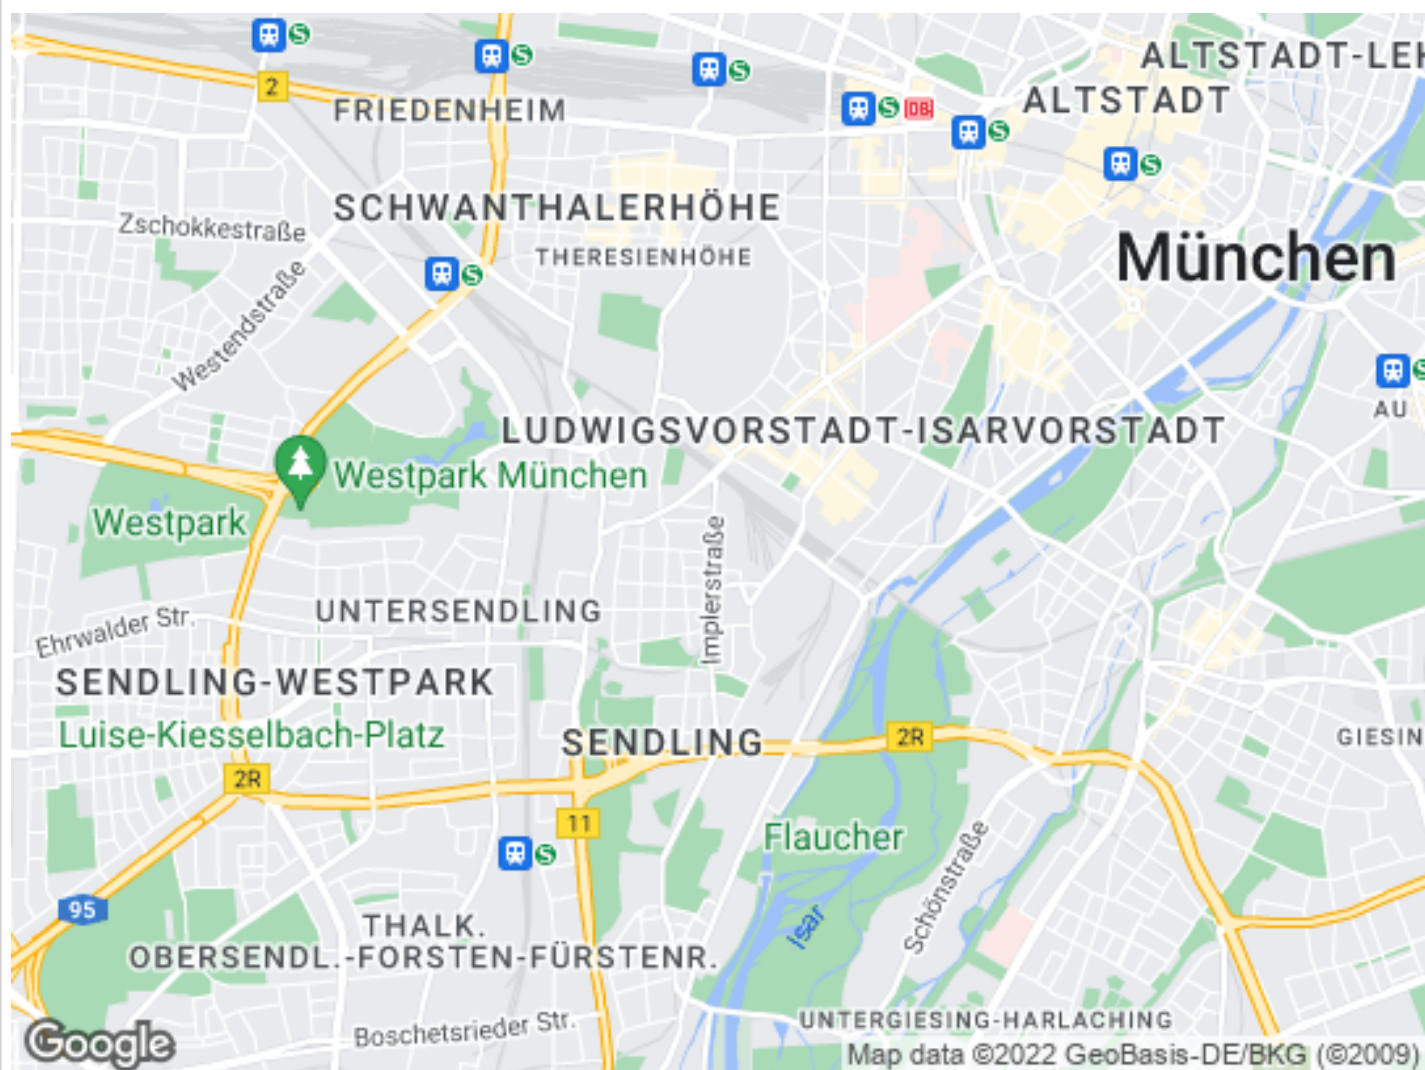 S
S
S
ALTSTADT-LEH
2
FRIEDENHEIM
S
DB
ALTSTADT
S
S
SCHWANTHALERHÖHE
Zschokkestraße
THERESIENHÖHE
München
S
Westendstraße
S
AU
LUDWIGSVORSTADT-ISARVORSTADT
Westpark München
Westpark
Implerstraße
UNTERSENDLING
Ehrwalder Str.
SENDLING-WESTPARK
Luise-Kiesselbach-Platz
SENDLING
2R
GIESIN
2R
11
Flaucher
S
Schönstraße
95
Isar
THALK.
OBERSENDL.-FORSTEN-FÜRSTENR.
Boschetsrieder Str.
UNTERGIESING-HARLACHING
Google
Map data ©2022 GeoBasis-DE/BKG (©2009)